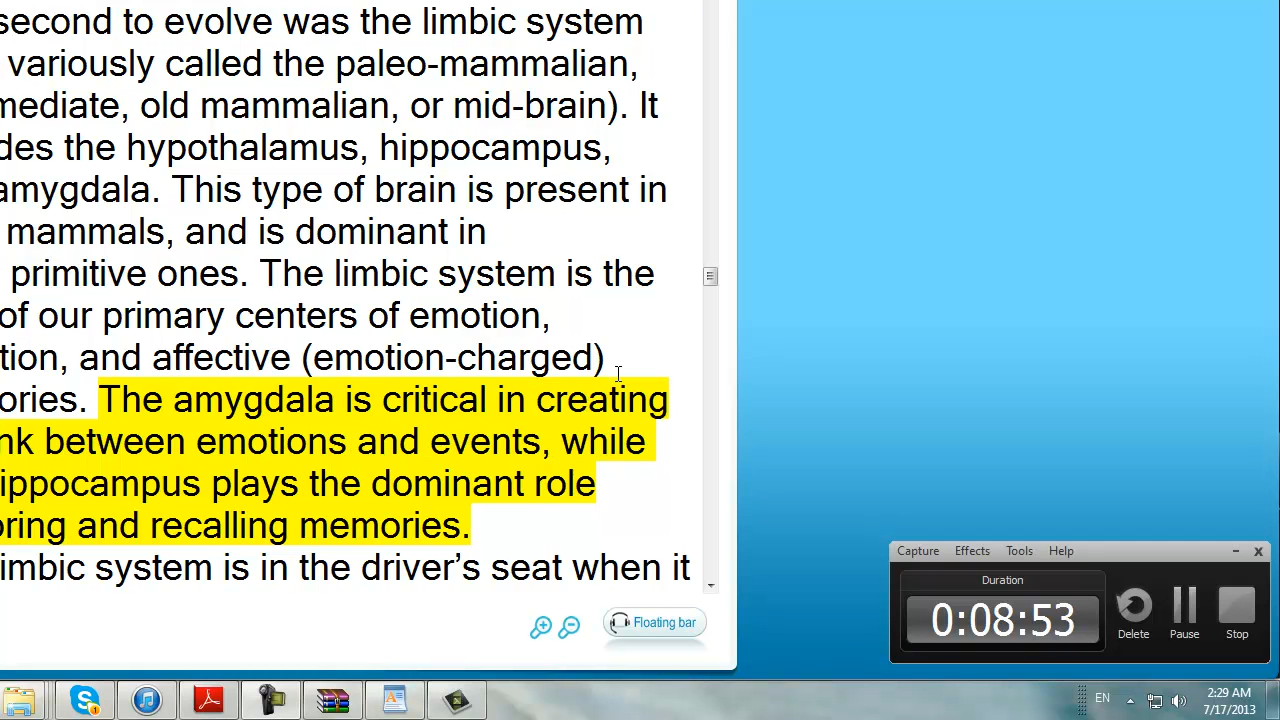 second to evolve was the limbic system
variously called the paleo-mammalian,
mediate, old mammalian, or mid-brain). It
des the hypothalamus, hippocampus,
amygdala. This type of brain is present in
mammals, and is dominant in
primitive ones. The limbic system is the
of our primary centers of emotion,
tion, and affective (emotion-charged)
ories. The amygdala is critical in creating
nk between emotions and events, while
ippocampus plays the dominant role
oring and recalling memories.
limbic system is in the driver's seat when it
Floating bar
Capture Effects Tools Help
Duration
0:08:53
Delete Pause Stop
EN
2:29 AM
7/17/2013